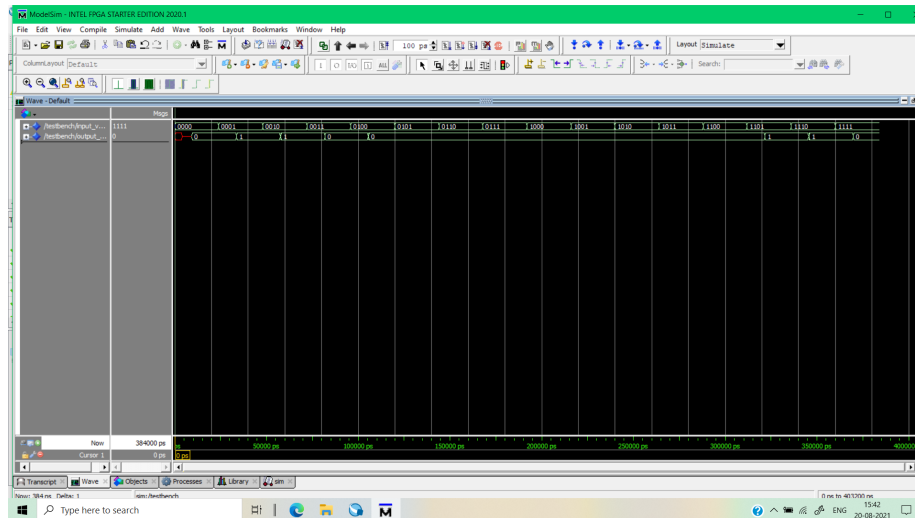 ModelSim - INTEL FPGA STARTER EDITION 2020.1
File Edit View Compile Simulate Add Wave Tools Layout Bookmarks Window Help
100 ps
Layout Simulate
ColumnLayout Default
ALL
Search:
Wave - Default
Msgs
/testbench/input_v... 1111 0000 0001 0010 0011 0100 0101 0110 0111 1000 1001 1010 1011 1100 1101 1110 1111
/testbench/output_... 0 0 1 1 0 0 1 1 0
Now 384000 ps 50000 ps 100000 ps 150000 ps 200000 ps 250000 ps 300000 ps 350000 ps
Cursor 1 0 ps 0 ps
Transcript Wave Objects Processes Library sim
Now: 384 ns Delta: 1 sim:/testbench 0 ps to 403200 ps
Type here to search
ENG
15:42
20-08-2021